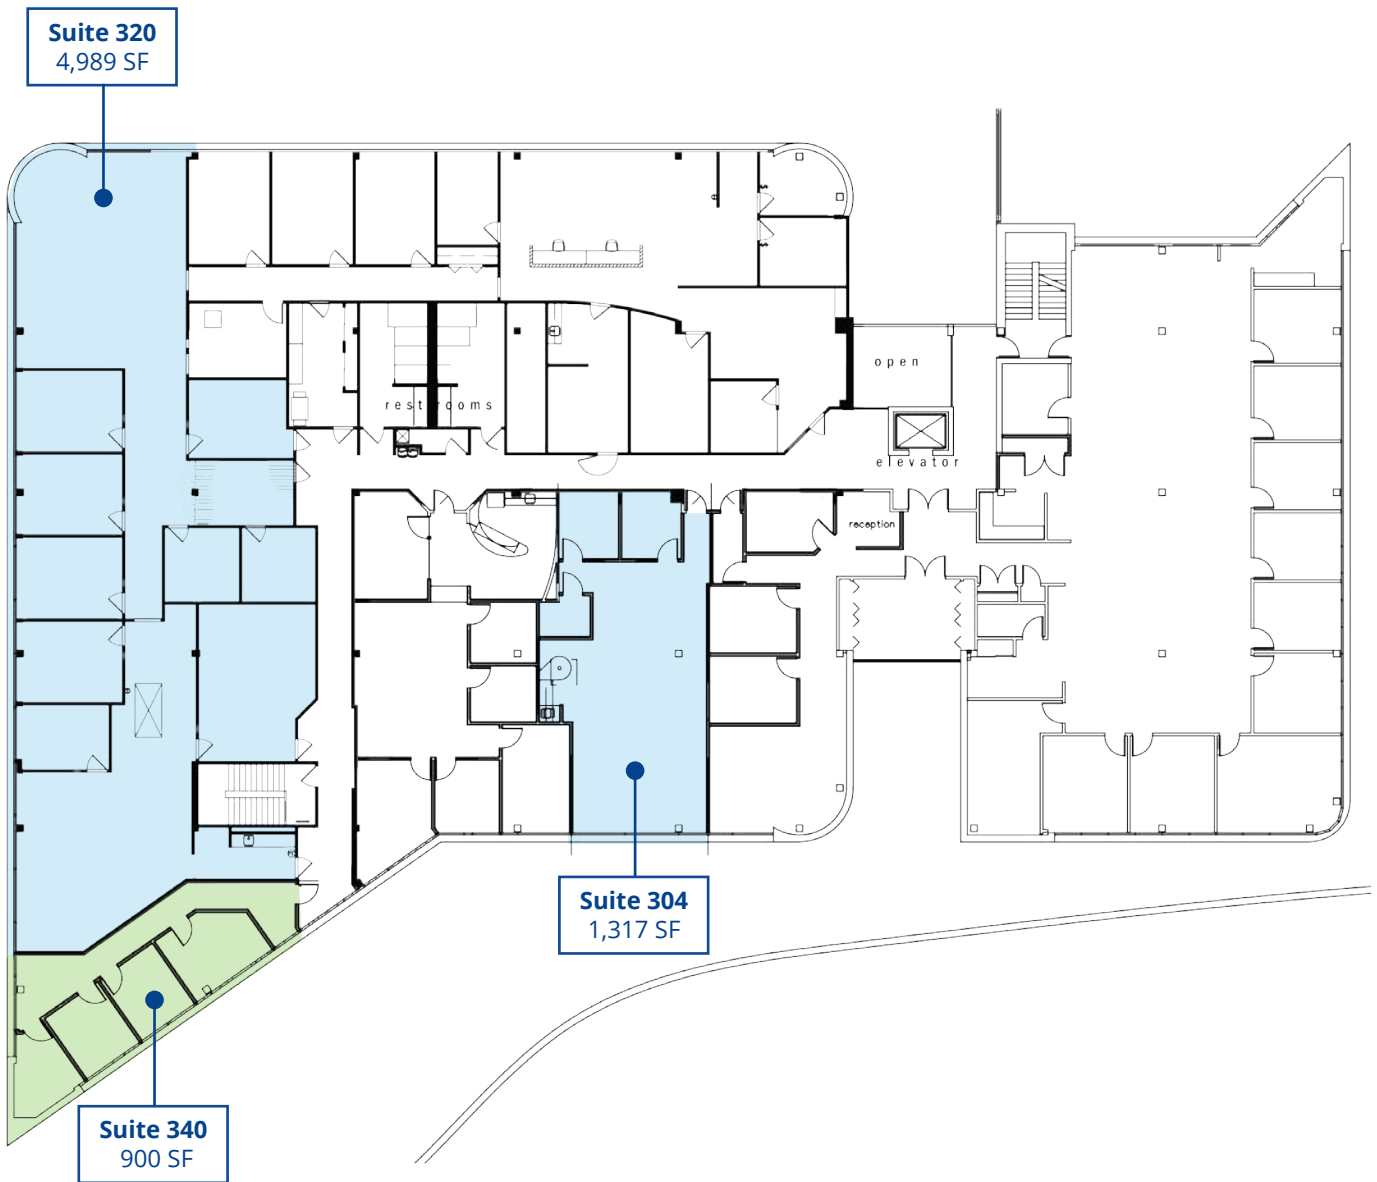 Suite 320
4,989 SF
open
restrooms
elevator
reception
Suite 304
1,317 SF
Suite 340
900 SF